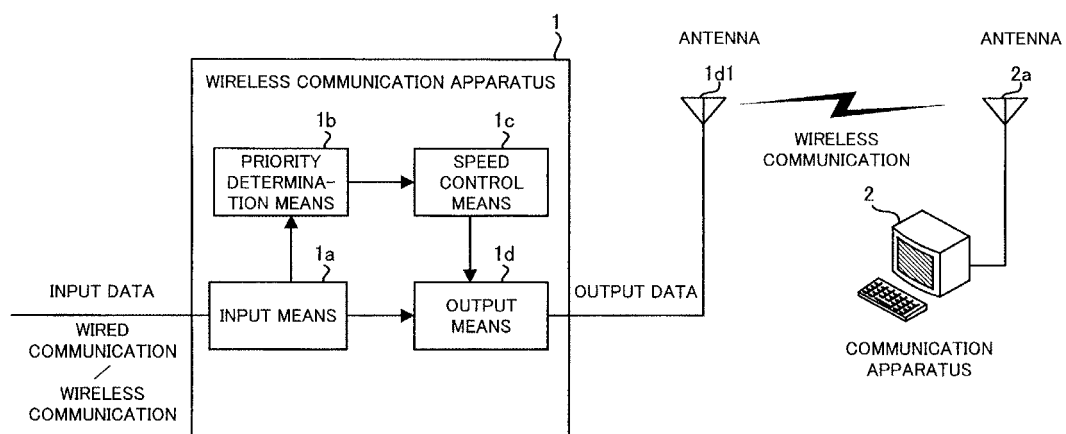 1
ANTENNA
ANTENNA
WIRELESS COMMUNICATION APPARATUS
1d1
2a
1b
1c
PRIORITY
DETERMINA-
TION MEANS
SPEED
CONTROL
MEANS
WIRELESS
COMMUNICATION
2
1a
1d
INPUT DATA
INPUT MEANS
OUTPUT
MEANS
OUTPUT DATA
WIRED
COMMUNICATION
/
WIRELESS
COMMUNICATION
COMMUNICATION
APPARATUS